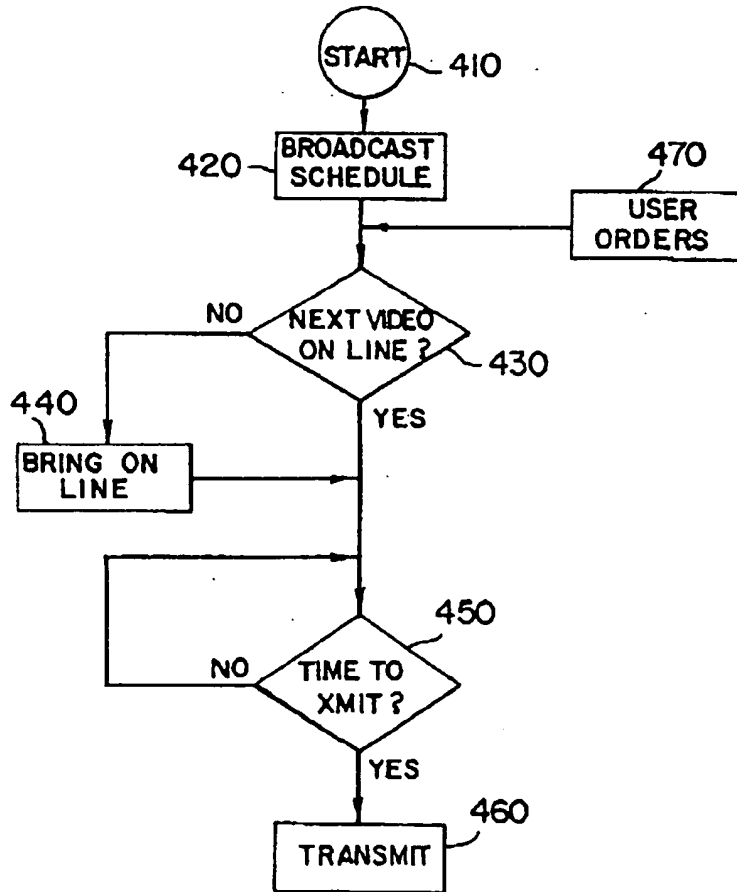 START
410
BROADCAST
SCHEDULE
420
470
USER
ORDERS
NO
NEXT VIDEO
ON LINE ?
430
YES
440
BRING ON
LINE
450
NO
TIME TO
XMIT ?
YES
460
TRANSMIT